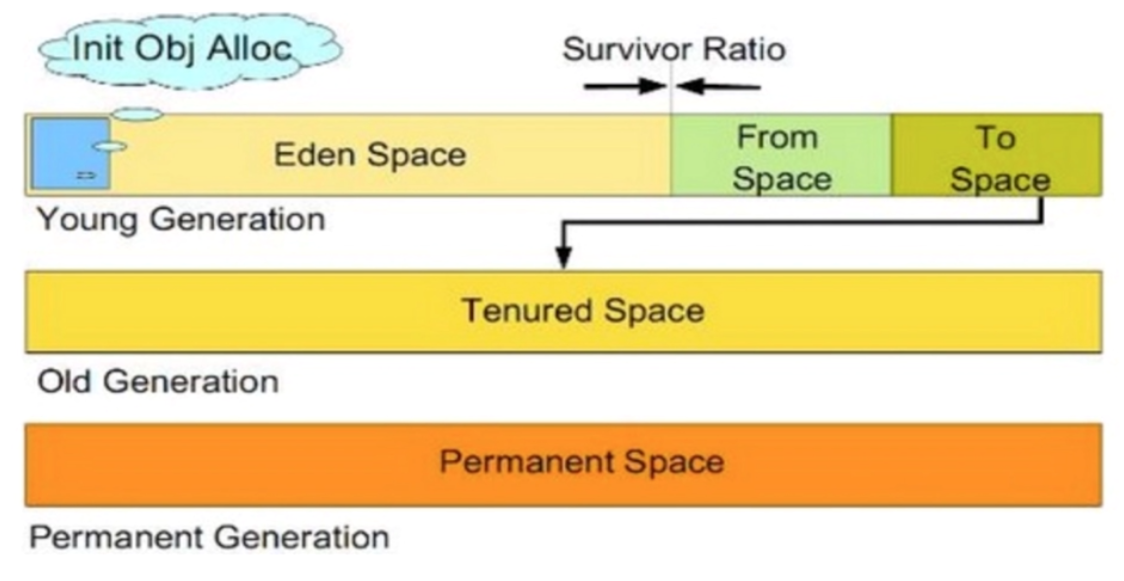 Init Obj Alloc
Survivor Ratio
Eden Space
From
Space
To
Space
Young Generation
Tenured Space
Old Generation
Permanent Space
Permanent Generation